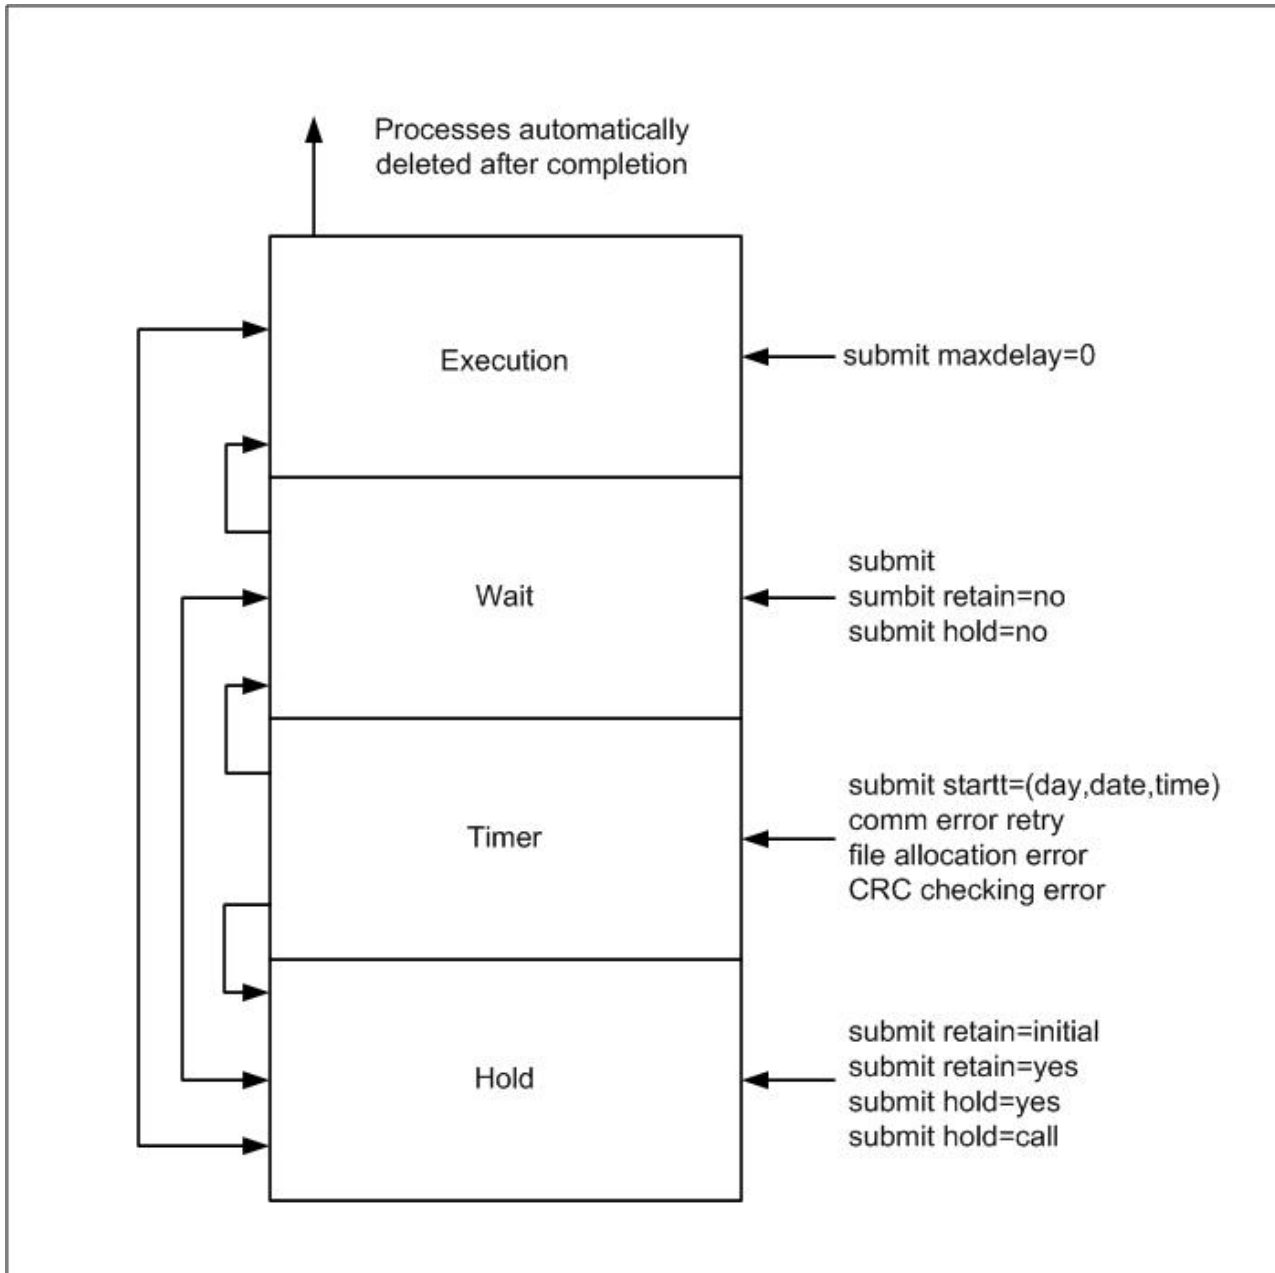 Processes automatically
deleted after completion
Execution
submit maxdelay=0
Wait
submit
sumbit retain=no
submit hold=no
Timer
submit startt=(day,date,time)
comm error retry
file allocation error
CRC checking error
Hold
submit retain=initial
submit retain=yes
submit hold=yes
submit hold=call